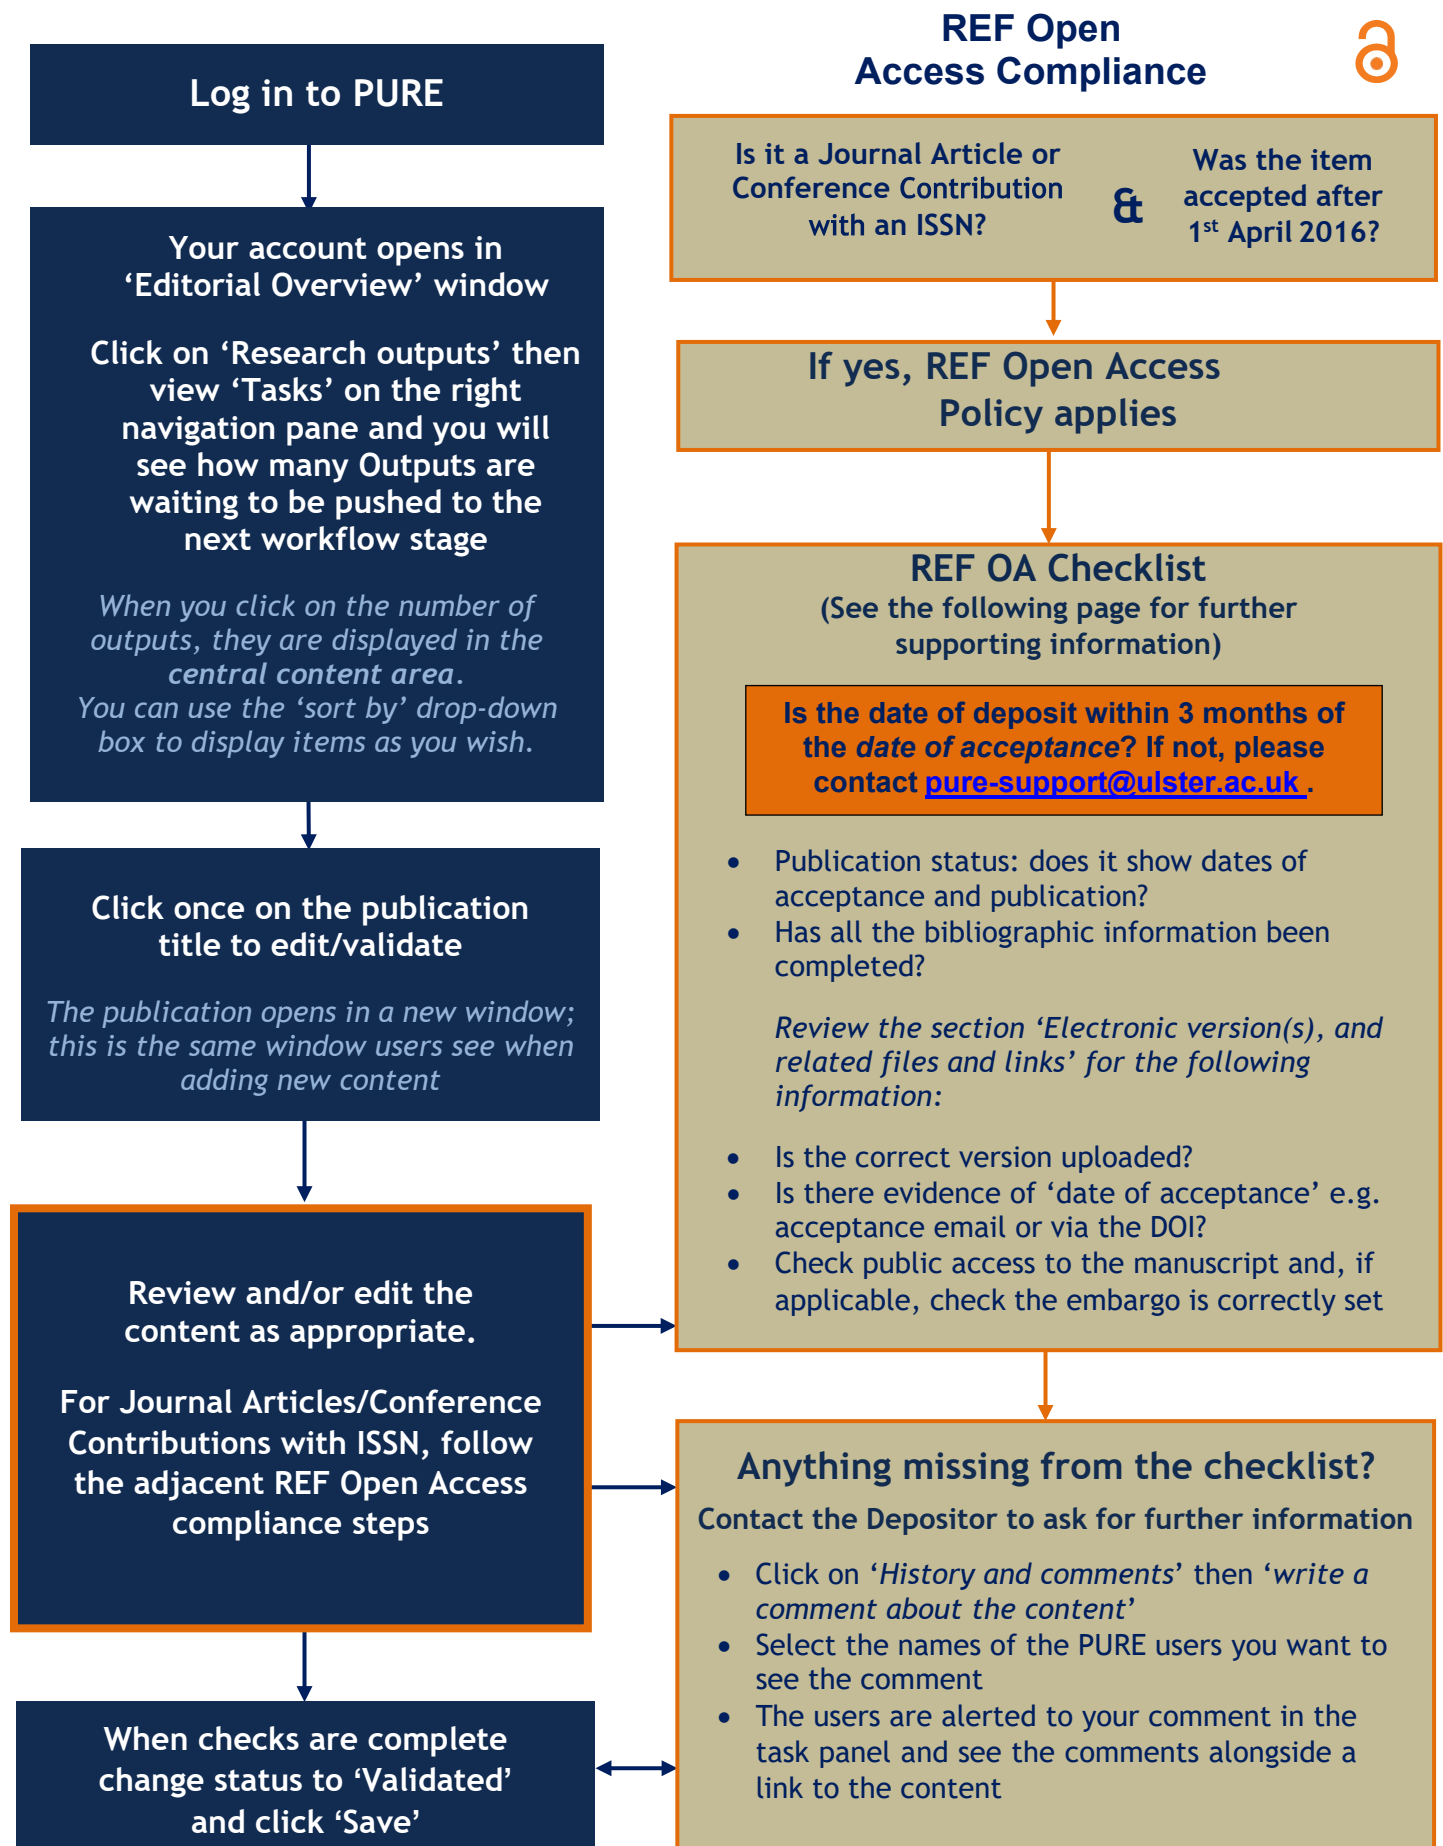 Log in to PURE
Your account opens in
‘Editorial Overview’ window
Click on ‘Research outputs’ then
view ‘Tasks’ on the right
navigation pane and you will
see how many Outputs are
waiting to be pushed to the
next workflow stage
When you click on the number of
outputs, they are displayed in the
central content area.
You can use the ‘sort by’ drop-down
box to display items as you wish.
Click once on the publication
title to edit/validate
The publication opens in a new window;
this is the same window users see when
adding new content
Review and/or edit the
content as appropriate.
For Journal Articles/Conference
Contributions with ISSN, follow
the adjacent REF Open Access
compliance steps
When checks are complete
change status to ‘Validated’
and click ‘Save’
REF Open
Access Compliance
Is it a Journal Article or
Conference Contribution
with an ISSN?
&
Was the item
accepted after
1st April 2016?
If yes, REF Open Access
Policy applies
REF OA Checklist
(See the following page for further
supporting information)
Is the date of deposit within 3 months of
the date of acceptance? If not, please
contact pure-support@ulster.ac.uk .
• Publication status: does it show dates of
acceptance and publication?
• Has all the bibliographic information been
completed?
Review the section ‘Electronic version(s), and
related files and links’ for the following
information:
• Is the correct version uploaded?
• Is there evidence of ‘date of acceptance’ e.g.
acceptance email or via the DOI?
• Check public access to the manuscript and, if
applicable, check the embargo is correctly set
Anything missing from the checklist?
Contact the Depositor to ask for further information
• Click on ‘History and comments’ then ‘write a
comment about the content’
• Select the names of the PURE users you want to
see the comment
• The users are alerted to your comment in the
task panel and see the comments alongside a
link to the content